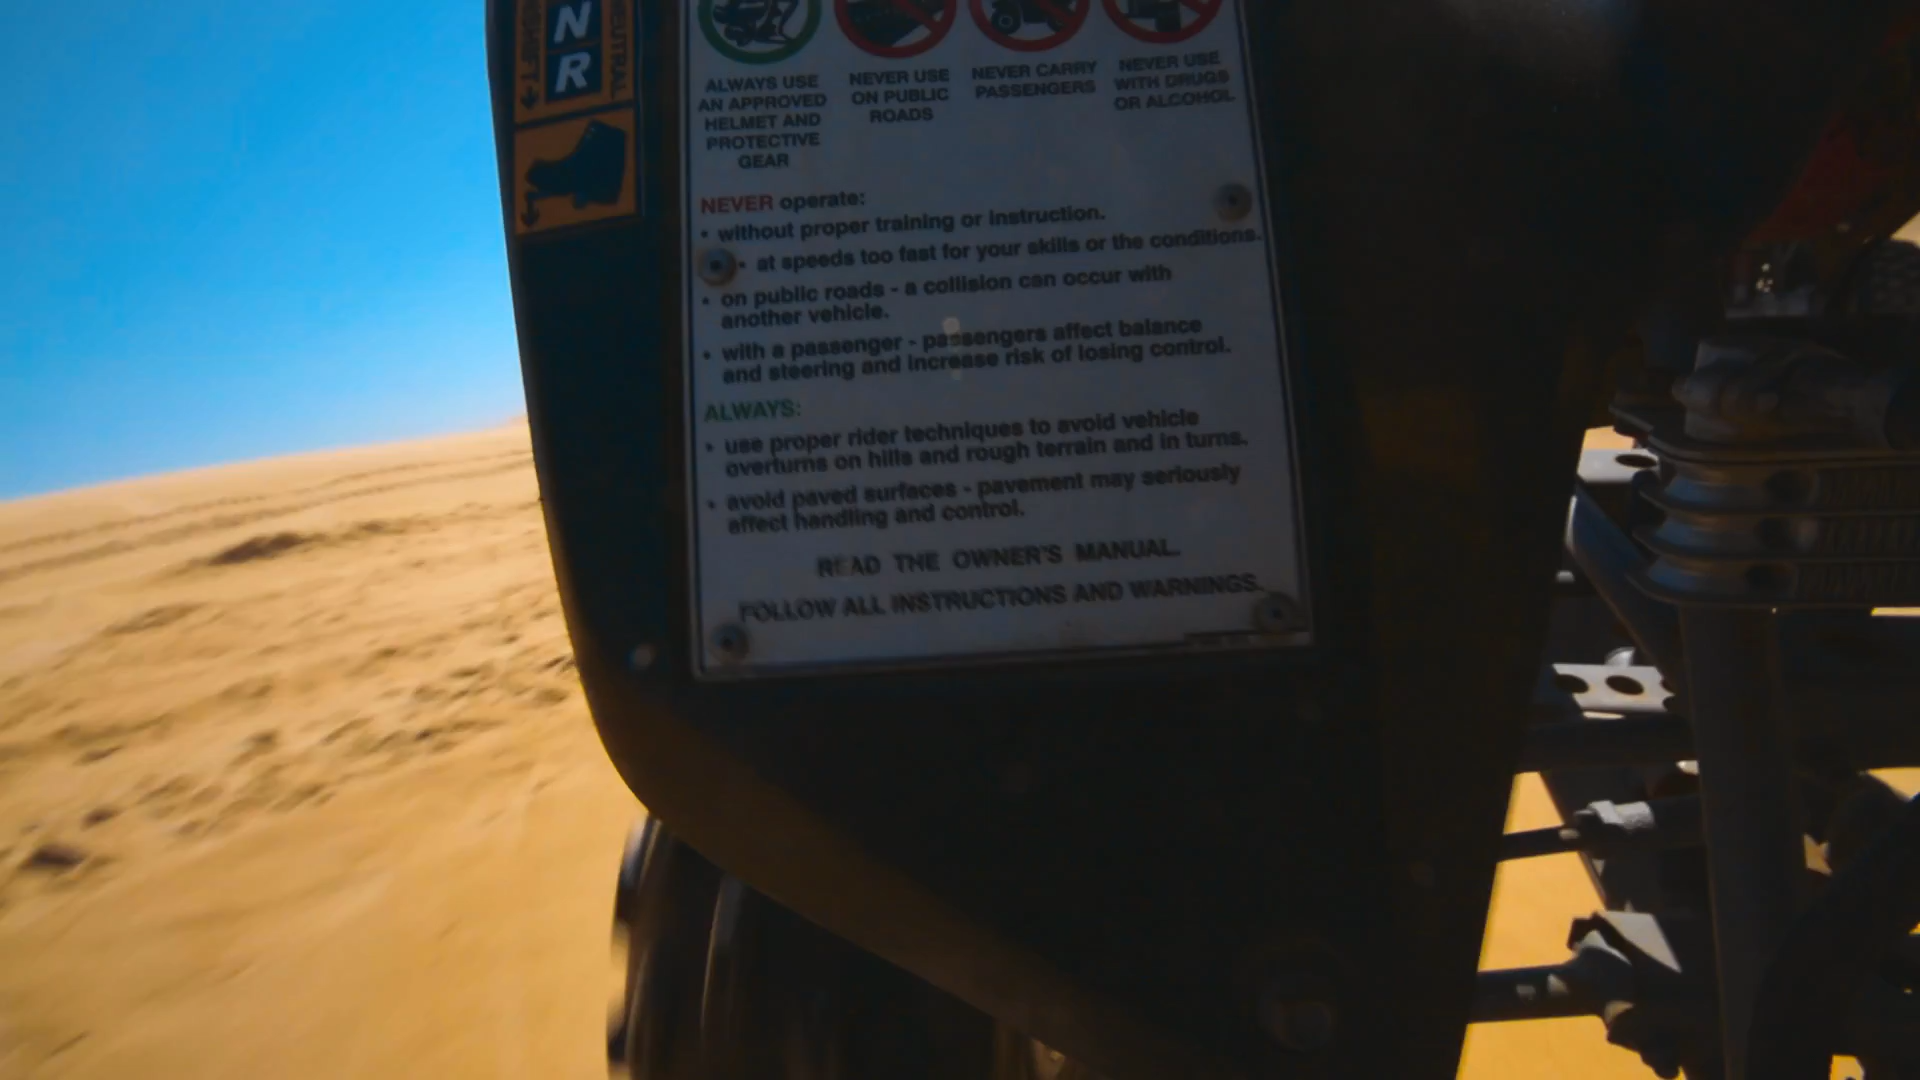 N
R
NEUTRAL
ALWAYS USE
AN APPROVED
HELMET AND
PROTECTIVE
GEAR
NEVER USE
ON PUBLIC
ROADS
NEVER CARRY
PASSENGERS
NEVER USE
WITH DRUGS
OR ALCOHOL
NEVER operate:
• without proper training or instruction.
• at speeds too fast for your skills or the conditions.
• on public roads - a collision can occur with
another vehicle.
• with a passenger - passengers affect balance
and steering and increase risk of losing control.
ALWAYS:
• use proper rider techniques to avoid vehicle
overturns on hills and rough terrain and in turns.
• avoid paved surfaces - pavement may seriously
affect handling and control.
READ THE OWNER'S MANUAL.
FOLLOW ALL INSTRUCTIONS AND WARNINGS.